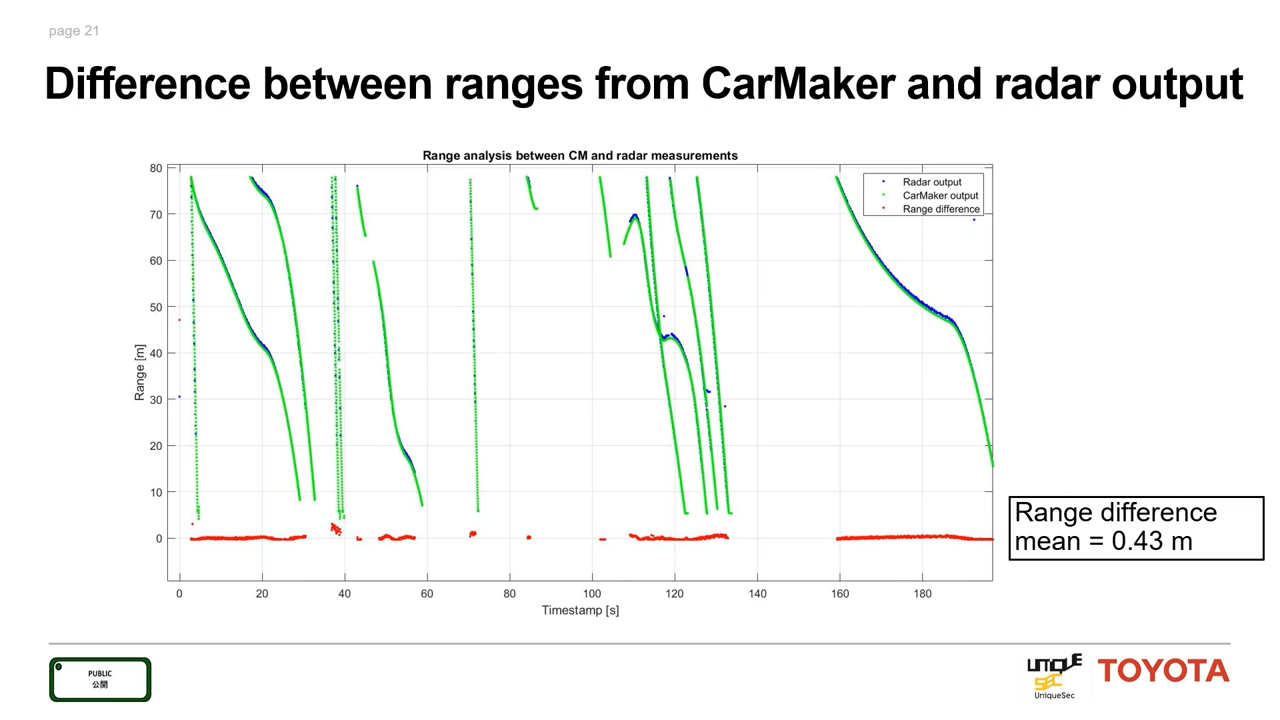 page 21
Difference between ranges from CarMaker and radar output
Range analysis between CM and radar measurements
Radar output
CarMaker output
Range difference
Range [m]
80
70
60
50
40
30
20
10
0
0 20 40 60 80 100 120 140 160 180
Timestamp [s]
Range difference
mean = 0.43 m
PUBLIC
公開
UNIQUE
SEC
UniqueSec
TOYOTA